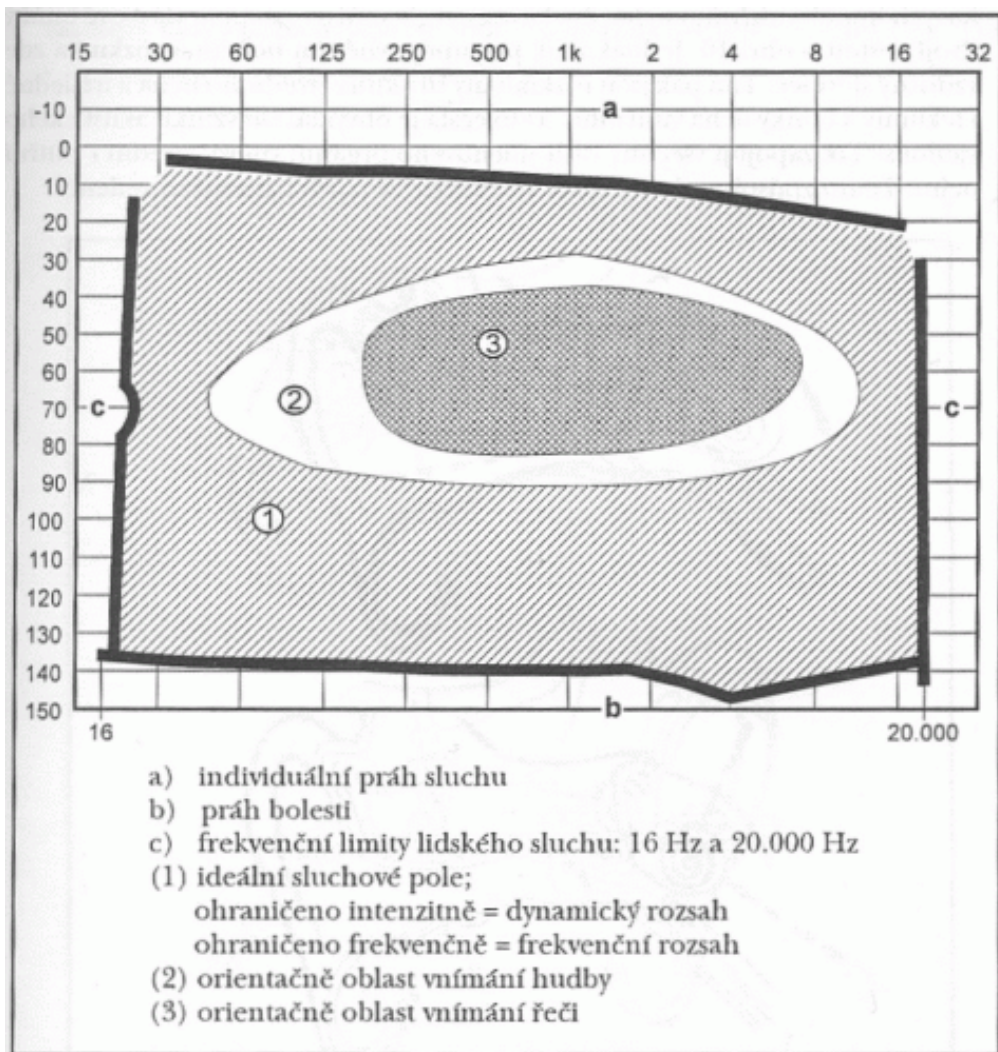 15 30 60 125 250 500 1k 2 4 8 16 32
-10
a
0
10
20
30
40
50
3
60
2
70
c
c
80
90
1
100
110
120
130
140
150
b
16
20.000
a) individuální práh sluchu
b) práh bolesti
c) frekvenční limity lidského sluchu: 16 Hz a 20.000 Hz
(1) ideální sluchové pole;
ohraničeno intenzitně = dynamický rozsah
ohraničeno frekvenčně = frekvenční rozsah
(2) orientačně oblast vnímání hudby
(3) orientačně oblast vnímání řeči